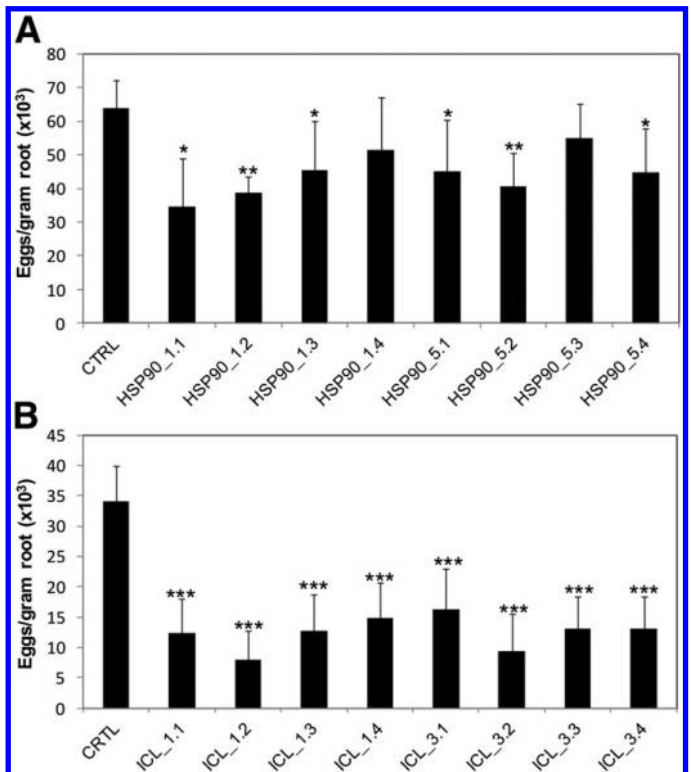 A
80
70
60
50
40
30
20
10
0
Eggs/gram root (x10³)
*
**
*
*
**
*
CTRL
HSP90_1.1
HSP90_1.2
HSP90_1.3
HSP90_1.4
HSP90_5.1
HSP90_5.2
HSP90_5.3
HSP90_5.4
B
45
40
35
30
25
20
15
10
5
0
Eggs/gram root (x10³)
***
***
***
***
***
***
***
***
CRTL
ICL_1.1
ICL_1.2
ICL_1.3
ICL_1.4
ICL_3.1
ICL_3.2
ICL_3.3
ICL_3.4